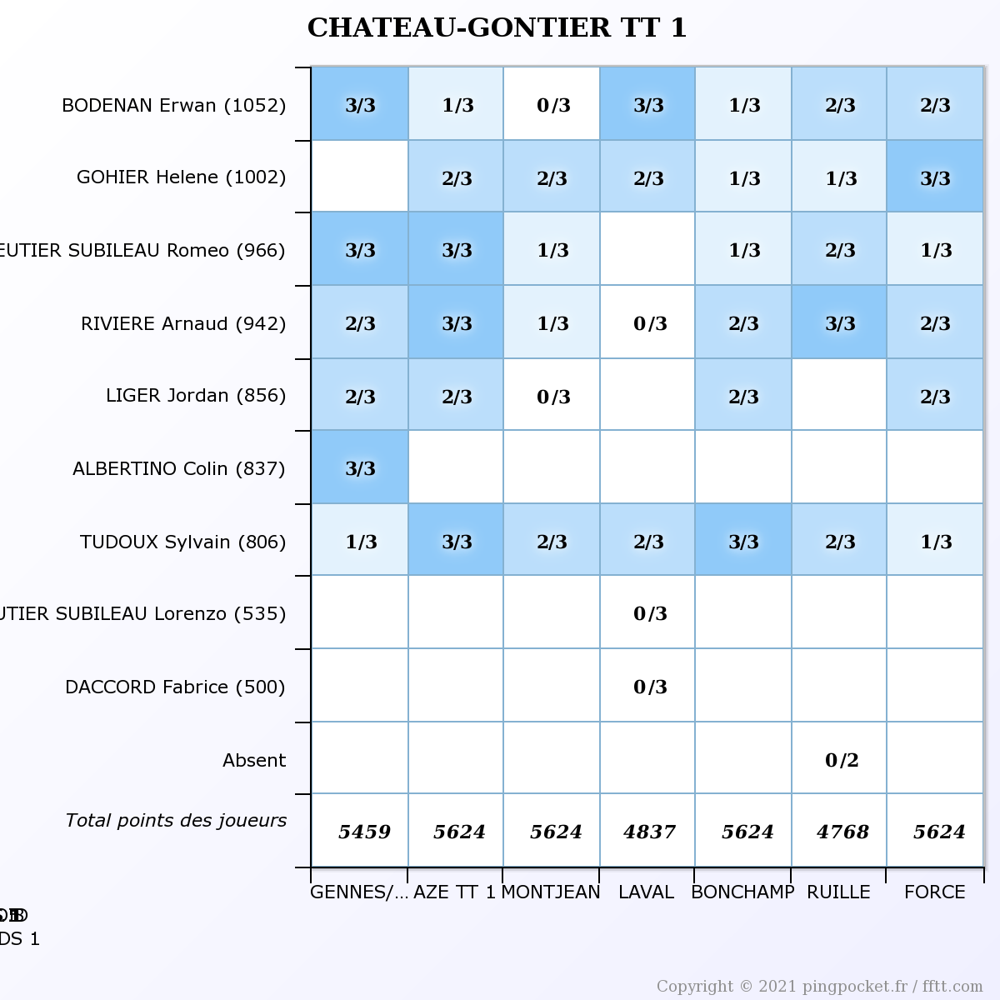 CHATEAU-GONTIER TT 1
BODENAN Erwan (1052) 3/3 1/3 0/3 3/3 1/3 2/3 2/3
GOHIER Helene (1002) 2/3 2/3 2/3 1/3 1/3 3/3
SUBILEAU Romeo (966) 3/3 3/3 1/3 1/3 2/3 1/3
RIVIERE Arnaud (942) 2/3 3/3 1/3 0/3 2/3 3/3 2/3
LIGER Jordan (856) 2/3 2/3 0/3 2/3 2/3
ALBERTINO Colin (837) 3/3
TUDOUX Sylvain (806) 1/3 3/3 2/3 2/3 3/3 2/3 1/3
SUBILEAU Lorenzo (535) 0/3
DACCORD Fabrice (500) 0/3
Absent 0/2
Total points des joueurs 5459 5624 5624 4837 5624 4768 5624
GENNES/... AZE TT 1 MONTJEAN LAVAL BONCHAMP RUILLE FORCE
DS 1
Copyright © 2021 pingpocket.fr / fftt.com